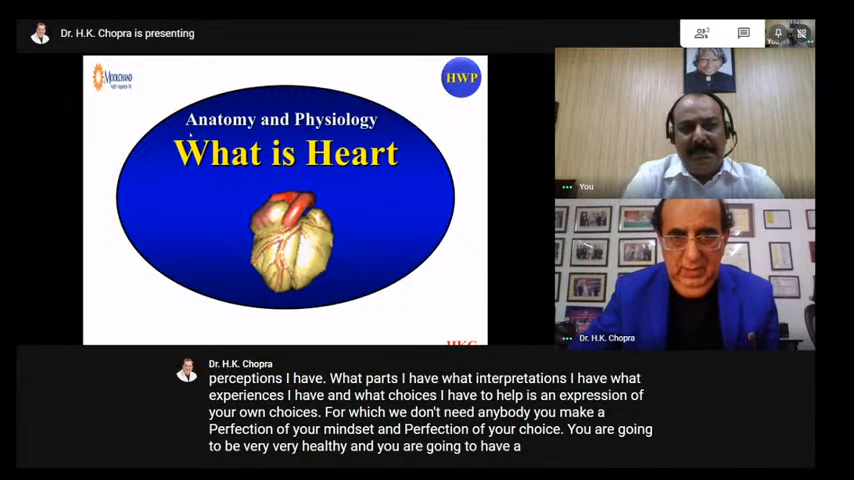 Dr. H.K. Chopra is presenting
3
You
MOOLCHAND
HWP
Anatomy and Physiology
What is Heart
You
Dr. H.K. Chopra
HKC
Dr. H.K. Chopra
perceptions I have. What parts I have what interpretations I have what
experiences I have and what choices I have to help is an expression of
your own choices. For which we don't need anybody you make a
Perfection of your mindset and Perfection of your choice. You are going
to be very very healthy and you are going to have a